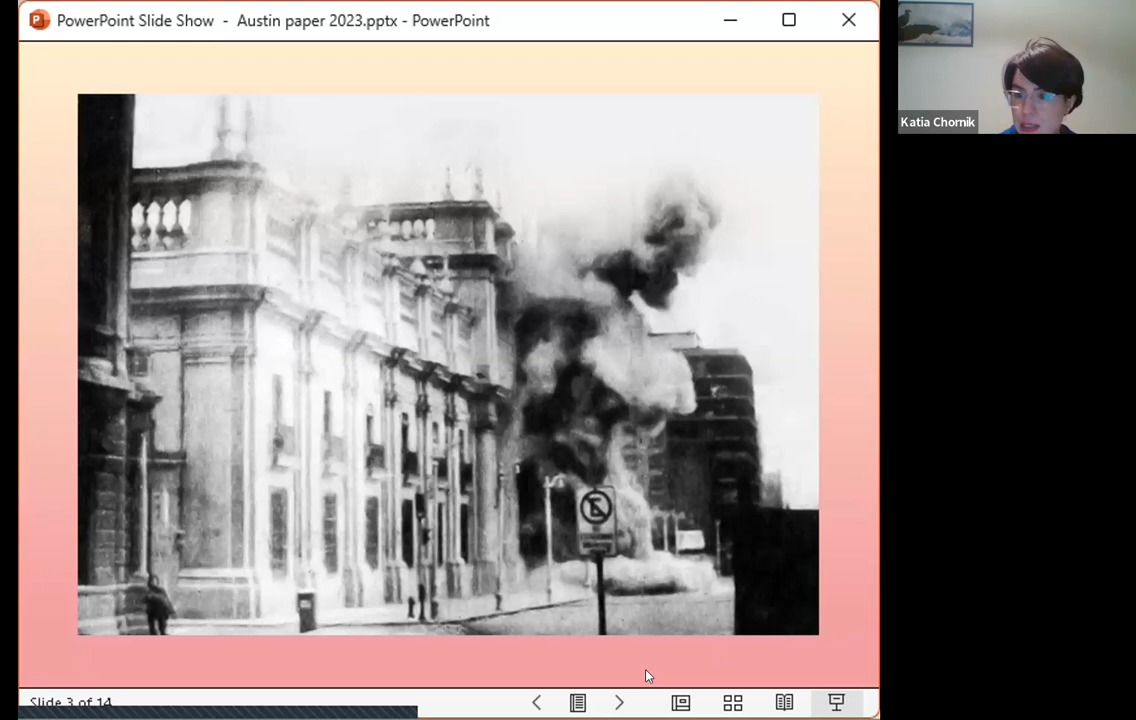 PowerPoint Slide Show - Austin paper 2023.pptx - PowerPoint
Katia Chornik
E
Slide 3 of 14